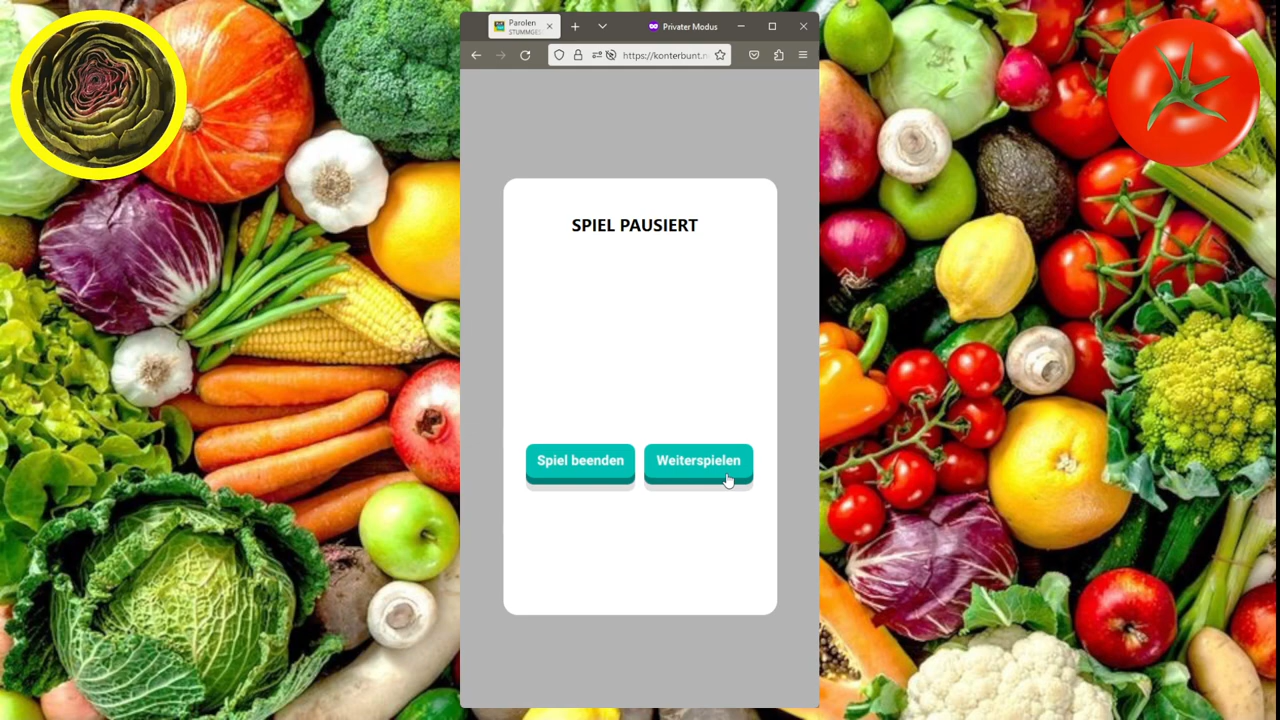 Parolen
STUMMGES
Privater Modus
https://konterbunt.
SPIEL PAUSIERT
Spiel beenden
Weiterspielen